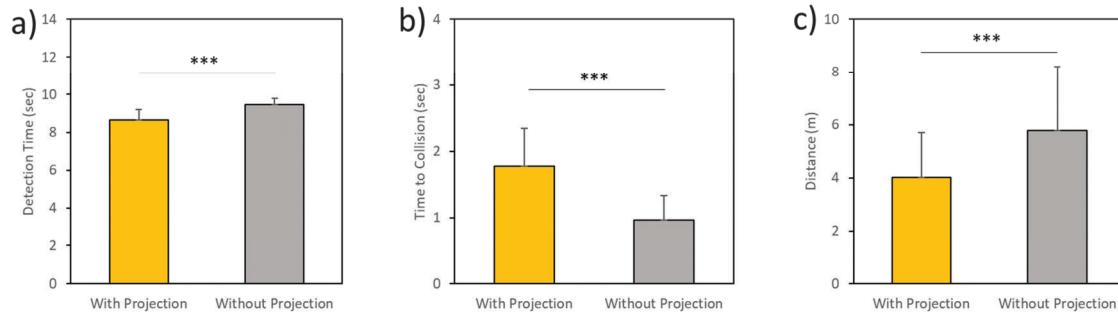 a)
Detection Time (sec)
14
12
10
8
6
4
2
0
***
With Projection
Without Projection
b)
Time to Collision (sec)
4
3
2
1
0
***
With Projection
Without Projection
c)
Distance (m)
10
8
6
4
2
0
***
With Projection
Without Projection